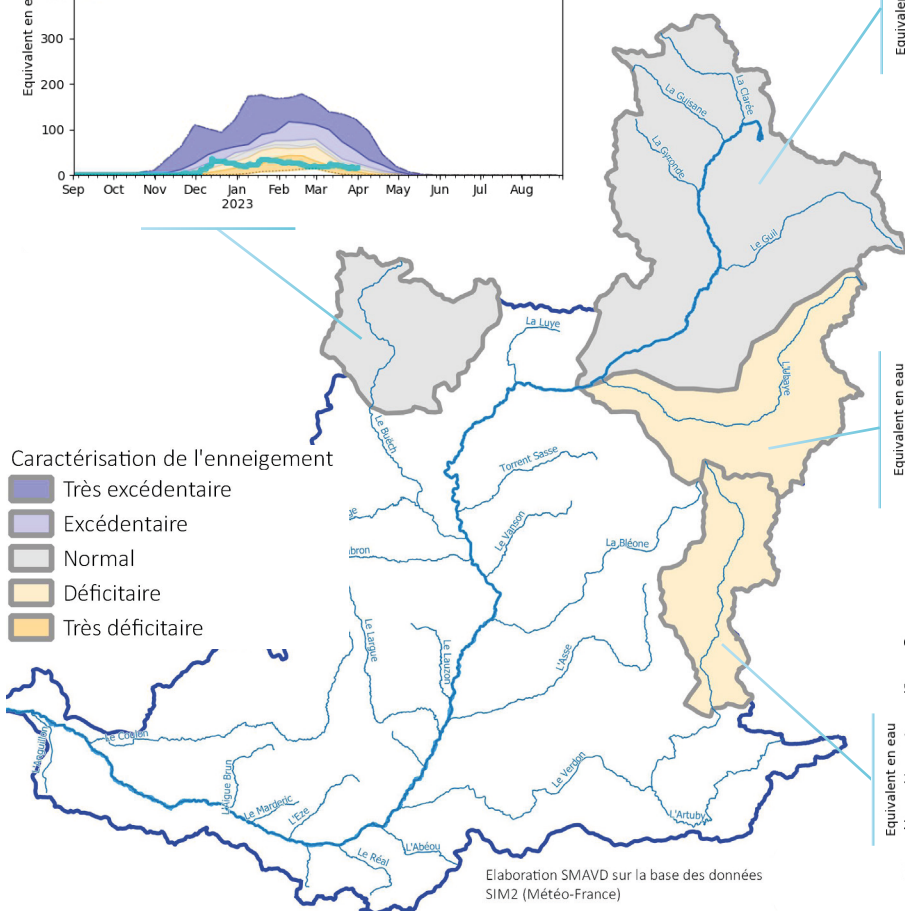 Equivalent en e
300
200
100
0
Sep Oct Nov Dec Jan Feb Mar Apr May Jun Jul Aug
2023
Equivalen
La Clarée
La Guisane
La Gyronde
Le Guil
La Luye
L'Ubaye
Equivalent en eau
Le Buëch
Caractérisation de l'enneigement
Très excédentaire
Excédentaire
Normal
Déficitaire
Très déficitaire
Torrent Sasse
Le Vanson
La Bléone
bron
Le Largue
Le Lauzon
L'Asse
Le Verdon
L'Artuby
Equivalent en eau
L'Aigue Brun
Le Marderic
L'Eze
Le Réal
L'Abéou
Elaboration SMAVD sur la base des données
SIM2 (Météo-France)